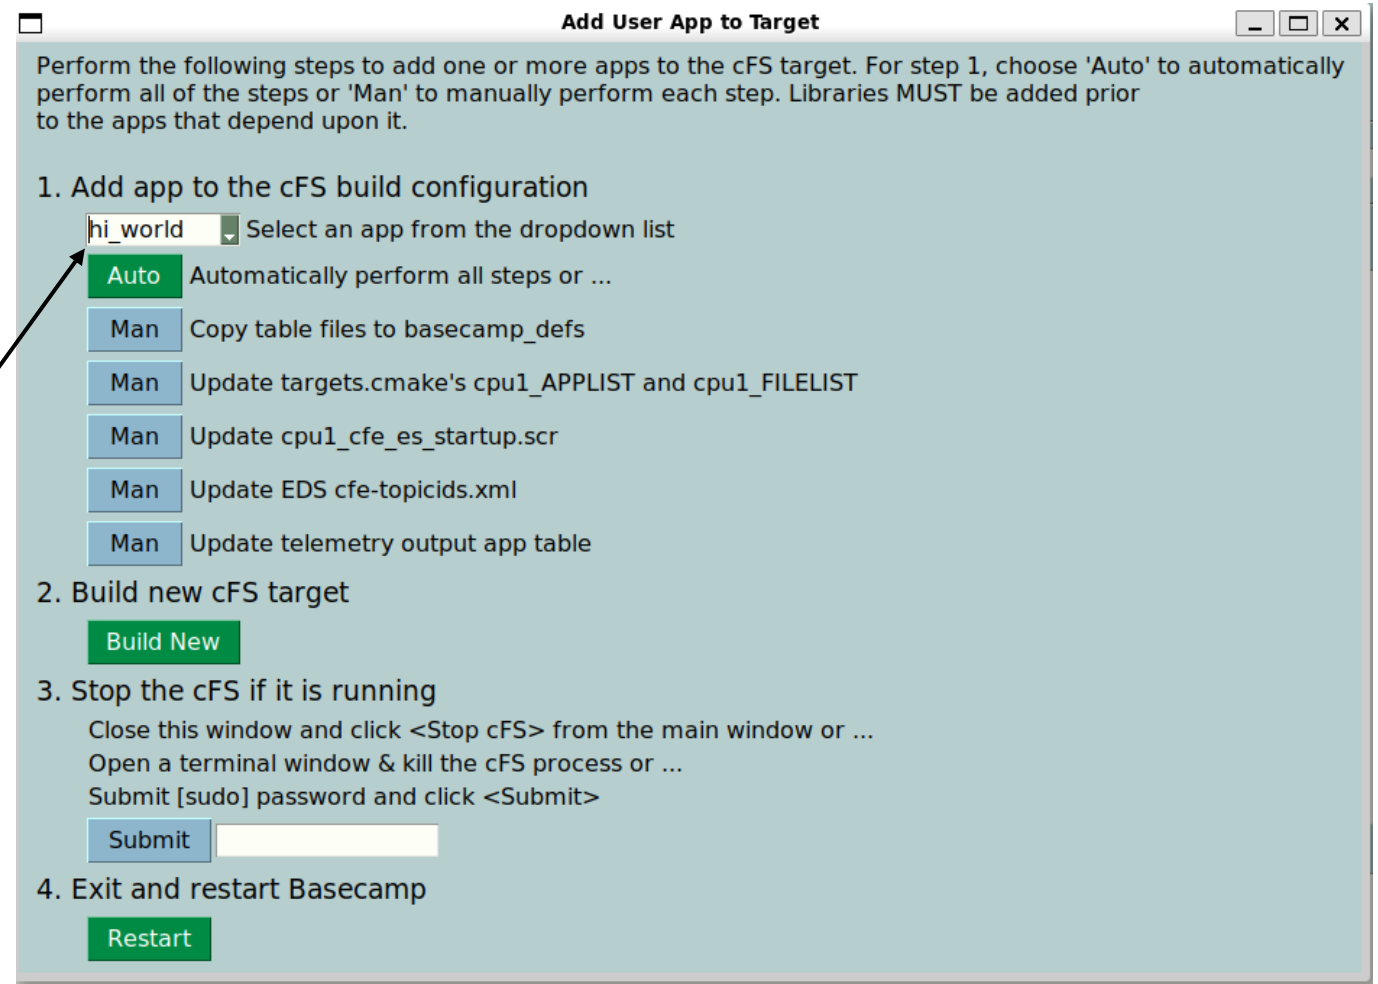 Add User App to Target
Perform the following steps to add one or more apps to the cFS target. For step 1, choose 'Auto' to automatically
perform all of the steps or 'Man' to manually perform each step. Libraries MUST be added prior
to the apps that depend upon it.
1. Add app to the cFS build configuration
hi_world Select an app from the dropdown list
Auto Automatically perform all steps or ...
Man Copy table files to basecamp_defs
Man Update targets.cmake's cpu1_APPLIST and cpu1_FILELIST
Man Update cpu1_cfe_es_startup.scr
Man Update EDS cfe-topicids.xml
Man Update telemetry output app table
2. Build new cFS target
Build New
3. Stop the cFS if it is running
Close this window and click <Stop cFS> from the main window or ...
Open a terminal window & kill the cFS process or ...
Submit [sudo] password and click <Submit>
Submit
4. Exit and restart Basecamp
Restart